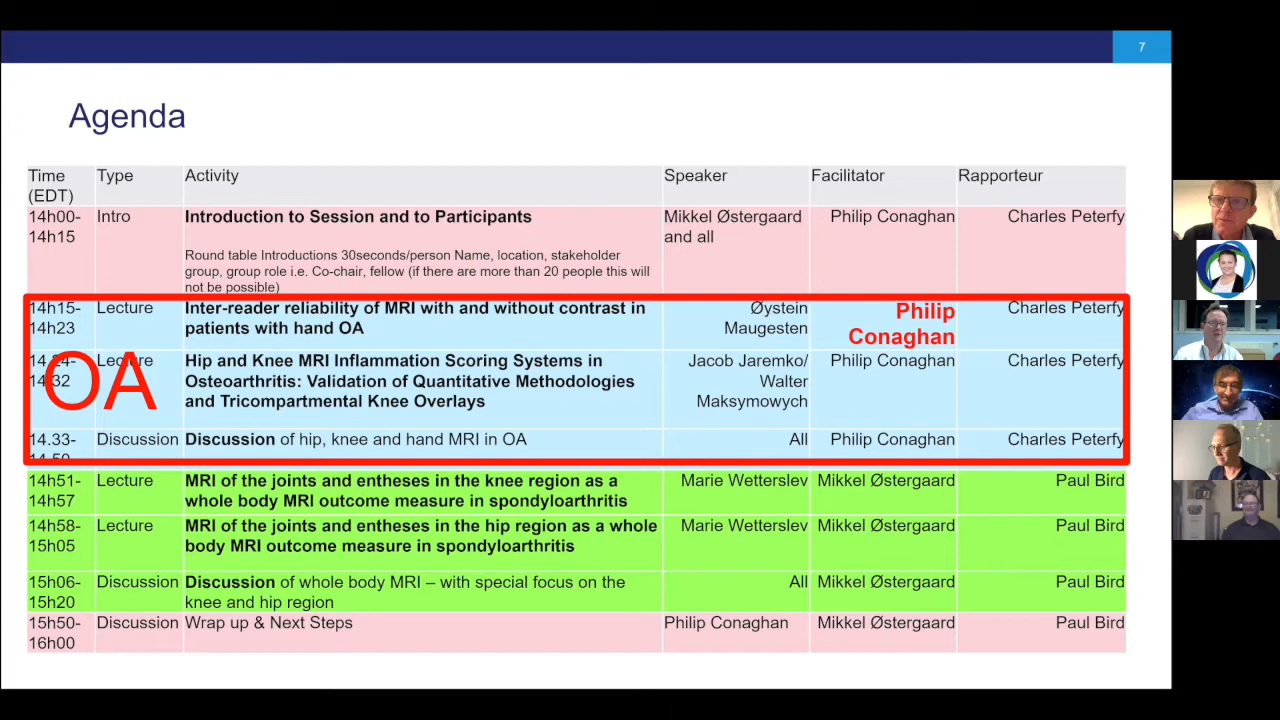 7
Agenda
Time (EDT) Type Activity Speaker Facilitator Rapporteur
14h00-14h15 Intro Introduction to Session and to Participants Mikkel Østergaard and all Philip Conaghan Charles Peterfy
Round table Introductions 30seconds/person Name, location, stakeholder
group, group role i.e. Co-chair, fellow (if there are more than 20 people this will
not be possible)
14h15-14h23 Lecture Inter-reader reliability of MRI with and without contrast in
patients with hand OA Øystein Maugesten Philip Conaghan Charles Peterfy
OA
Lecture Hip and Knee MRI Inflammation Scoring Systems in
Osteoarthritis: Validation of Quantitative Methodologies
and Tricompartmental Knee Overlays Jacob Jaremko/ Walter Maksymowych Philip Conaghan Charles Peterfy
14.33- Discussion Discussion of hip, knee and hand MRI in OA All Philip Conaghan Charles Peterfy
14h51-14h57 Lecture MRI of the joints and entheses in the knee region as a
whole body MRI outcome measure in spondyloarthritis Marie Wetterslev Mikkel Østergaard Paul Bird
14h58-15h05 Lecture MRI of the joints and entheses in the hip region as a whole
body MRI outcome measure in spondyloarthritis Marie Wetterslev Mikkel Østergaard Paul Bird
15h06-15h20 Discussion Discussion of whole body MRI – with special focus on the
knee and hip region All Mikkel Østergaard Paul Bird
15h50-16h00 Discussion Wrap up & Next Steps Philip Conaghan Mikkel Østergaard Paul Bird